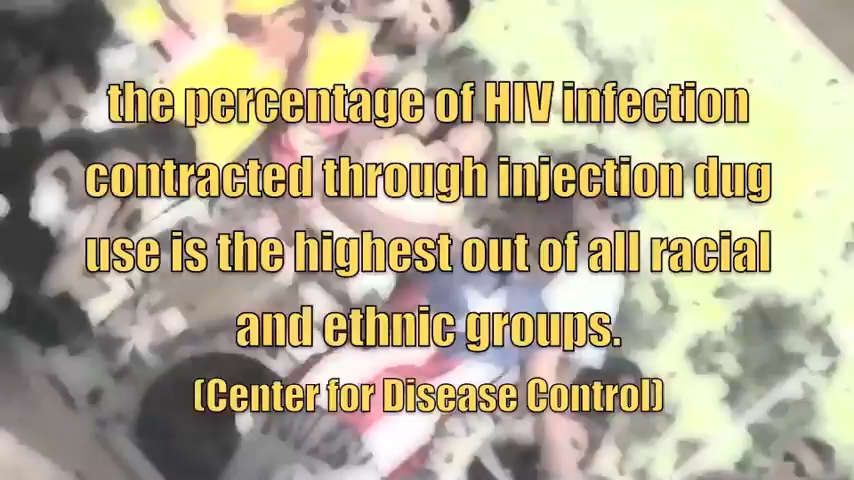 the percentage of HIV infection
contracted through injection dug
use is the highest out of all racial
and ethnic groups.
(Center for Disease Control)